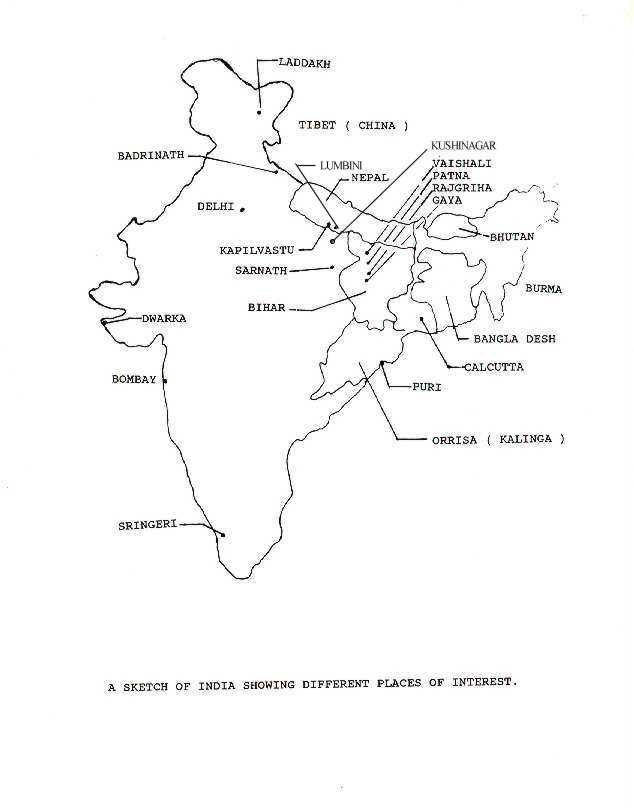 LADDAKH
TIBET ( CHINA )
KUSHINAGAR
BADRINATH
LUMBINI
VAISHALI
NEPAL
PATNA
RAJGRIHA
GAYA
DELHI
BHUTAN
KAPILVASTU
SARNATH
BURMA
BIHAR
DWARKA
BANGLA DESH
CALCUTTA
BOMBAY
PURI
ORRISA ( KALINGA )
SRINGERI
A SKETCH OF INDIA SHOWING DIFFERENT PLACES OF INTEREST.